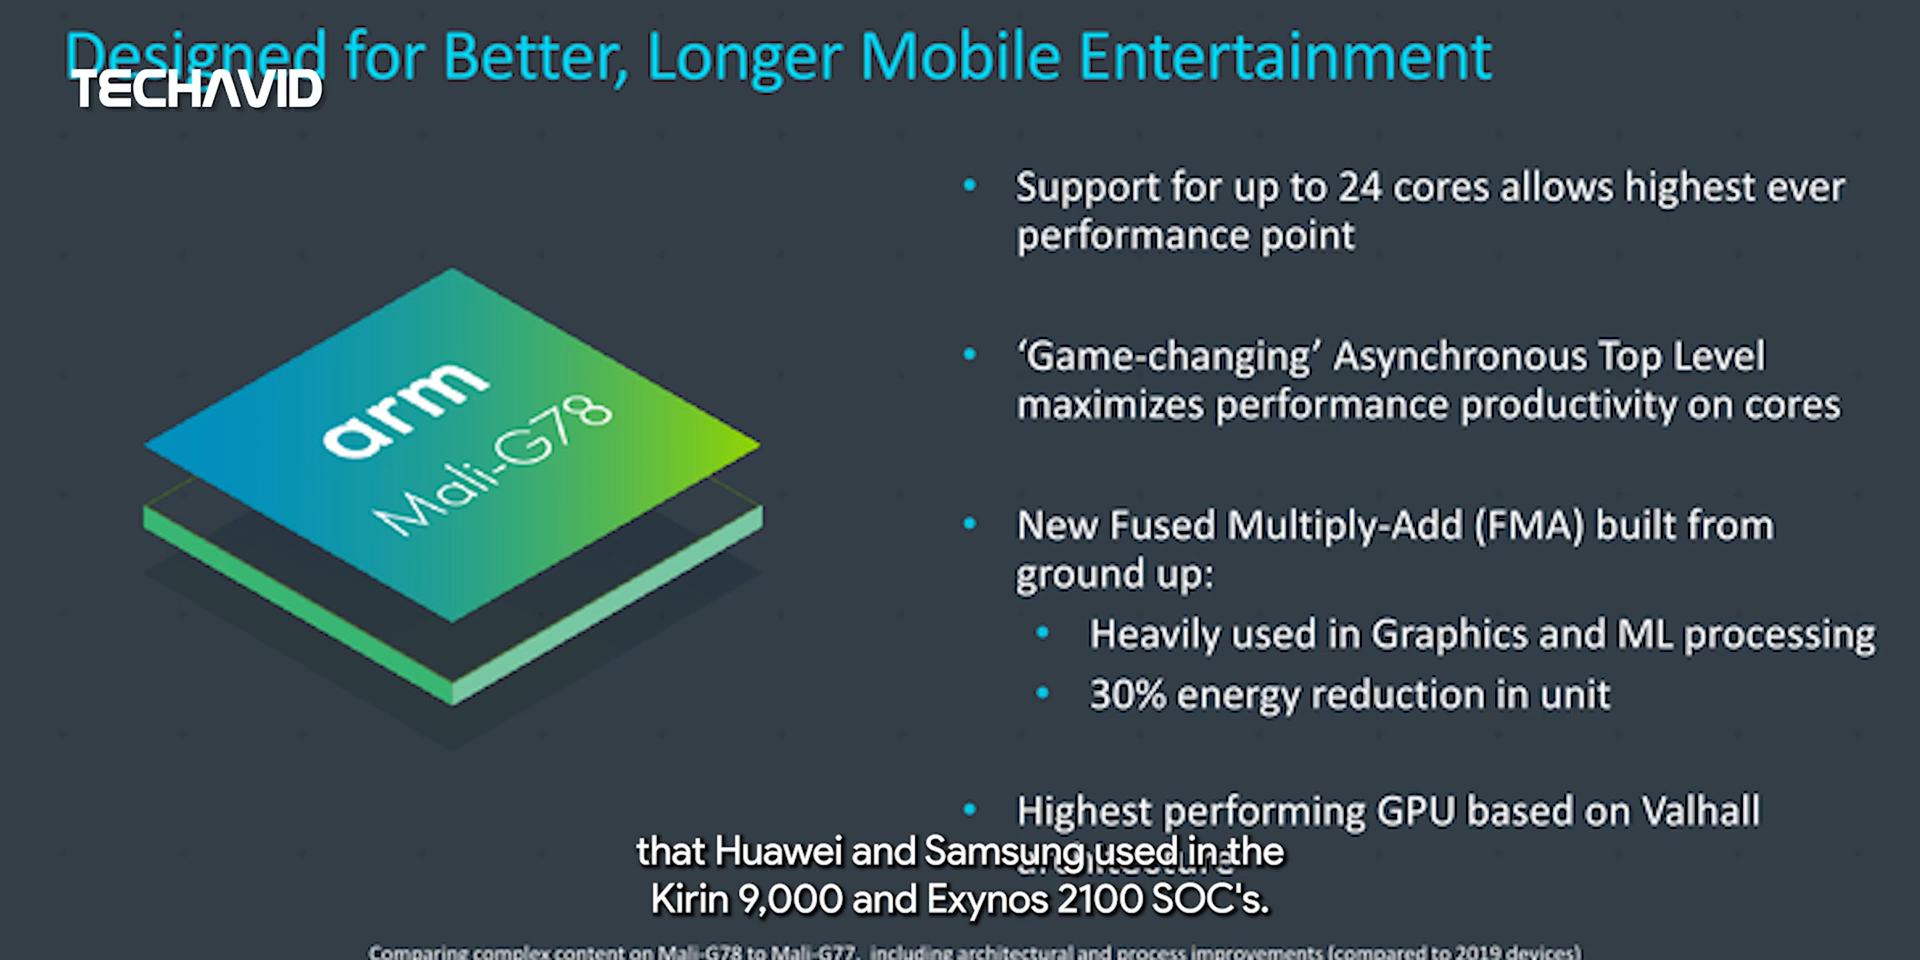 Designed for Better, Longer Mobile Entertainment
TECHAVID
• Support for up to 24 cores allows highest ever
performance point
• ‘Game-changing’ Asynchronous Top Level
maximizes performance productivity on cores
arm
Mali-G78
• New Fused Multiply-Add (FMA) built from
ground up:
• Heavily used in Graphics and ML processing
• 30% energy reduction in unit
• Highest performing GPU based on Valhall
architecture
that Huawei and Samsung used in the
Kirin 9,000 and Exynos 2100 SOC's.
Comparing complex content on Mali-G78 to Mali-G77, including architectural and process improvements (compared to 2019 devices)